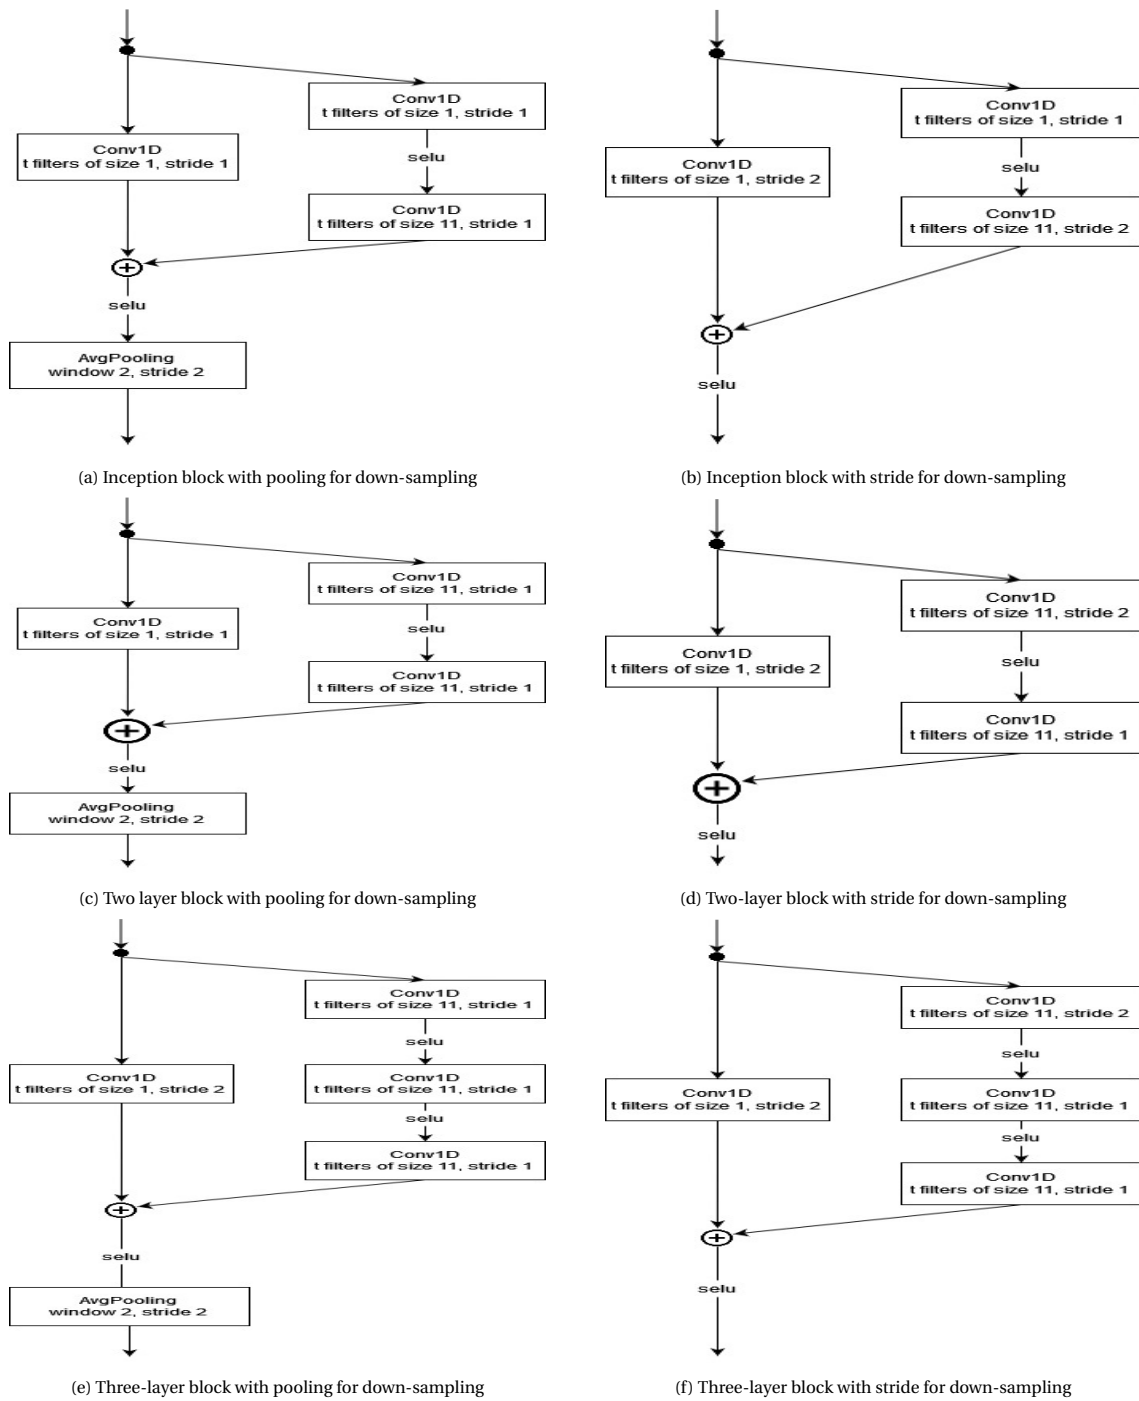 Conv1D
t filters of size 1, stride 1
selu
Conv1D
t filters of size 1, stride 1
Conv1D
t filters of size 11, stride 1
selu
AvgPooling
window 2, stride 2
(a) Inception block with pooling for down-sampling
Conv1D
t filters of size 1, stride 1
selu
Conv1D
t filters of size 1, stride 2
Conv1D
t filters of size 11, stride 2
selu
(b) Inception block with stride for down-sampling
Conv1D
t filters of size 11, stride 1
selu
Conv1D
t filters of size 1, stride 1
Conv1D
t filters of size 11, stride 1
selu
AvgPooling
window 2, stride 2
(c) Two layer block with pooling for down-sampling
Conv1D
t filters of size 11, stride 2
selu
Conv1D
t filters of size 1, stride 2
Conv1D
t filters of size 11, stride 1
selu
(d) Two-layer block with stride for down-sampling
Conv1D
t filters of size 11, stride 1
selu
Conv1D
t filters of size 1, stride 2
Conv1D
t filters of size 11, stride 1
selu
Conv1D
t filters of size 11, stride 1
selu
AvgPooling
window 2, stride 2
(e) Three-layer block with pooling for down-sampling
Conv1D
t filters of size 11, stride 2
selu
Conv1D
t filters of size 1, stride 2
Conv1D
t filters of size 11, stride 1
selu
Conv1D
t filters of size 11, stride 1
selu
(f) Three-layer block with stride for down-sampling